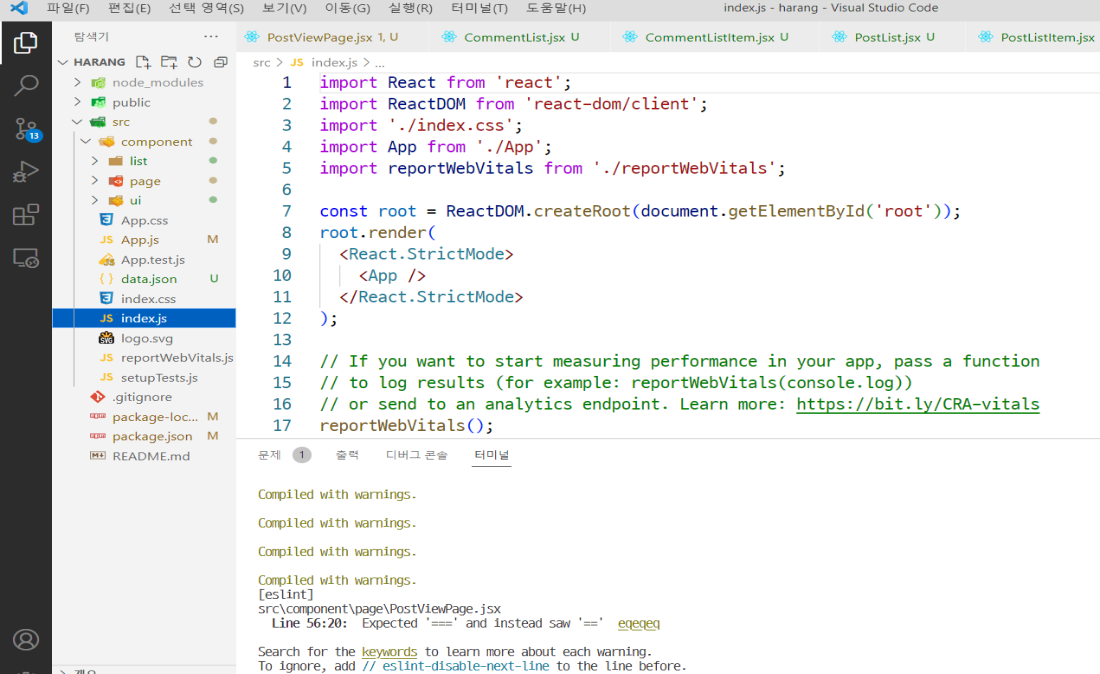 파일(F) 편집(E) 선택 영역(S) 보기(V) 이동(G) 실행(R) 터미널(T) 도움말(H) index.js - harang - Visual Studio Code
탐색기 ...
PostViewPage.jsx 1, U CommentList.jsx U CommentListItem.jsx U PostList.jsx U PostListItem.jsx
HARANG
node_modules
public
src
component
list
page
ui
App.css
App.js M
App.test.js
data.json U
index.css
index.js
logo.svg
reportWebVitals.js
setupTests.js
.gitignore
package-loc... M
package.json M
README.md
13
src > JS index.js > ...
1 import React from 'react';
2 import ReactDOM from 'react-dom/client';
3 import './index.css';
4 import App from './App';
5 import reportWebVitals from './reportWebVitals';
6
7 const root = ReactDOM.createRoot(document.getElementById('root'));
8 root.render(
9 <React.StrictMode>
10 <App />
11 </React.StrictMode>
12 );
13
14 // If you want to start measuring performance in your app, pass a function
15 // to log results (for example: reportWebVitals(console.log))
16 // or send to an analytics endpoint. Learn more: https://bit.ly/CRA-vitals
17 reportWebVitals();
문제 1 출력 디버그 콘솔 터미널
Compiled with warnings.
Compiled with warnings.
Compiled with warnings.
Compiled with warnings.
[eslint]
src\component\page\PostViewPage.jsx
Line 56:20: Expected '===' and instead saw '==' eqeqeq
Search for the keywords to learn more about each warning.
To ignore, add // eslint-disable-next-line to the line before.